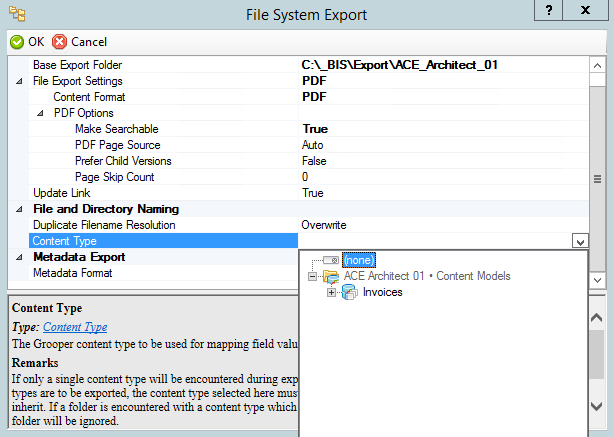 File System Export
? X
OK Cancel
Base Export Folder C:\_BIS\Export\ACE_Architect_01
File Export Settings PDF
Content Format PDF
PDF Options
Make Searchable True
PDF Page Source Auto
Prefer Child Versions False
Page Skip Count 0
Update Link True
File and Directory Naming
Duplicate Filename Resolution Overwrite
Content Type
(none)
Metadata Export
ACE Architect 01 • Content Models
Metadata Format
Invoices
Content Type
Type: Content Type
The Grooper content type to be used for mapping field valu
Remarks
If only a single content type will be encountered during exp
types are to be exported, the content type selected here mus
inherit. If a folder is encountered with a content type which
folder will be ignored.